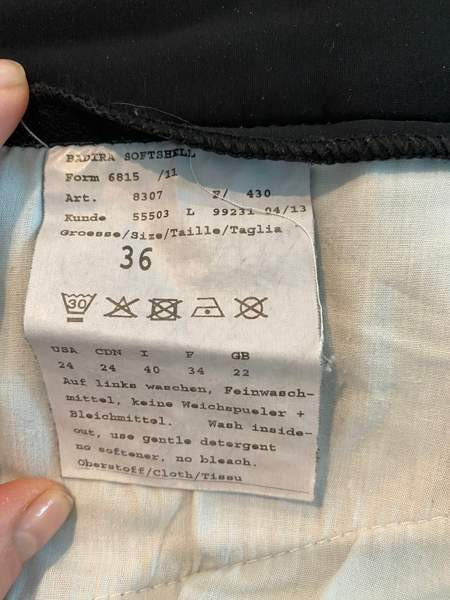 BADIRA SOFTSHELL
Form 6815 /11
Art. 8307 F/ 430
Kunde 55503 L 99231 04/13
Groesse/Size/Taille/Taglia
36
30
USA CDN I F GB
24 24 40 34 22
Auf links waschen, Feinwasch-
mittel, keine Weichspueler +
Bleichmittel. Wash inside-
out, use gentle detergent
no softener, no bleach.
Oberstoff/Cloth/Tissu